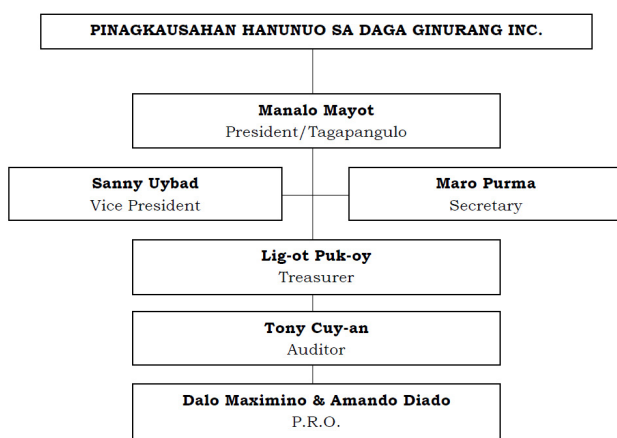 PINAGKAUSAHAN HANUNUO SA DAGA GINURANG INC.
Manalo Mayot
President/Tagapangulo
Sanny Uybad
Vice President
Maro Purma
Secretary
Lig-ot Puk-oy
Treasurer
Tony Cuy-an
Auditor
Dalo Maximino & Amando Diado
P.R.O.